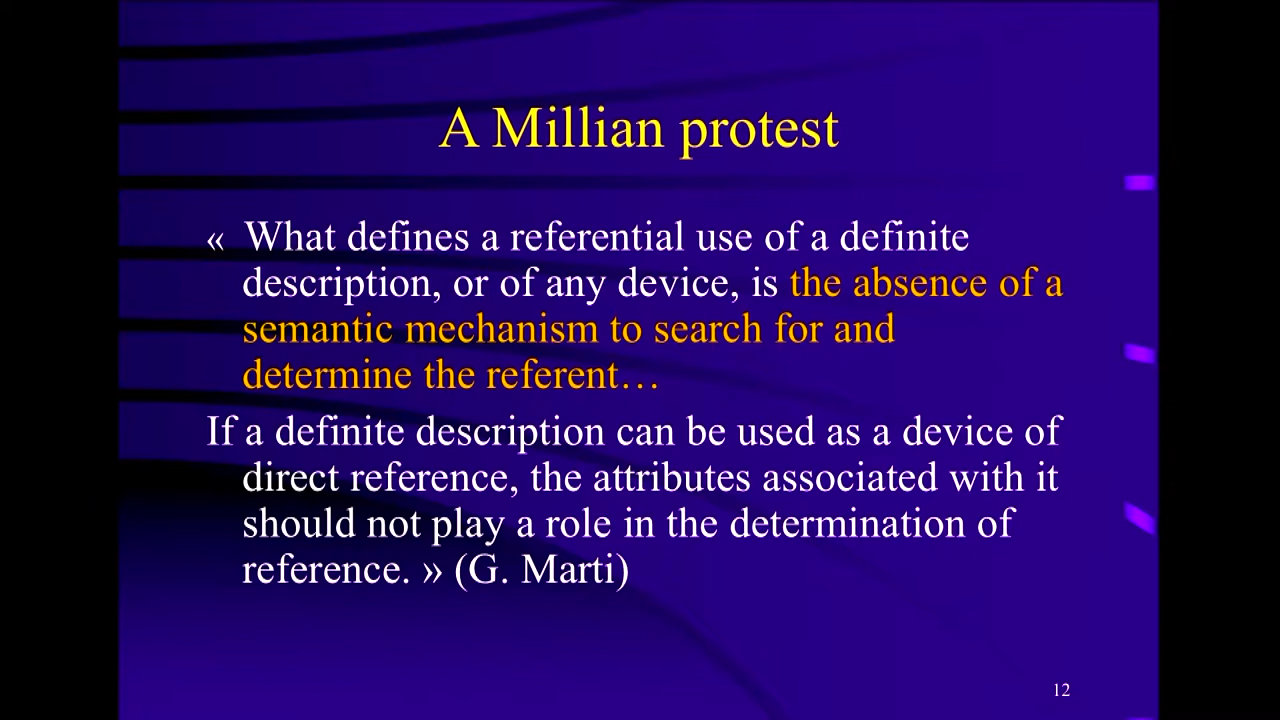 A Millian protest
« What defines a referential use of a definite
description, or of any device, is the absence of a
semantic mechanism to search for and
determine the referent…
If a definite description can be used as a device of
direct reference, the attributes associated with it
should not play a role in the determination of
reference. » (G. Marti)
12